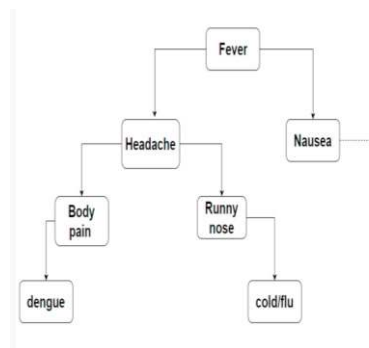 Fever
Headache
Nausea
Body
pain
Runny
nose
dengue
cold/flu